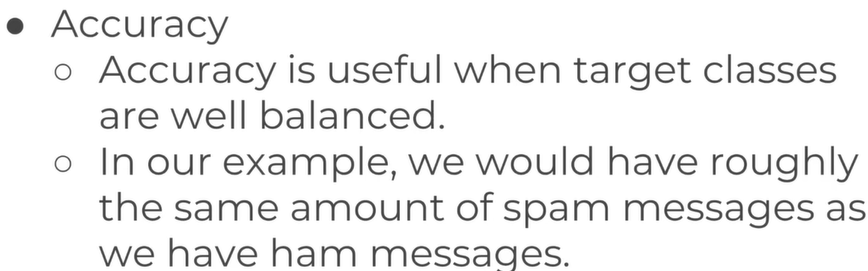 ● Accuracy
○ Accuracy is useful when target classes
are well balanced.
○ In our example, we would have roughly
the same amount of spam messages as
we have ham messages.